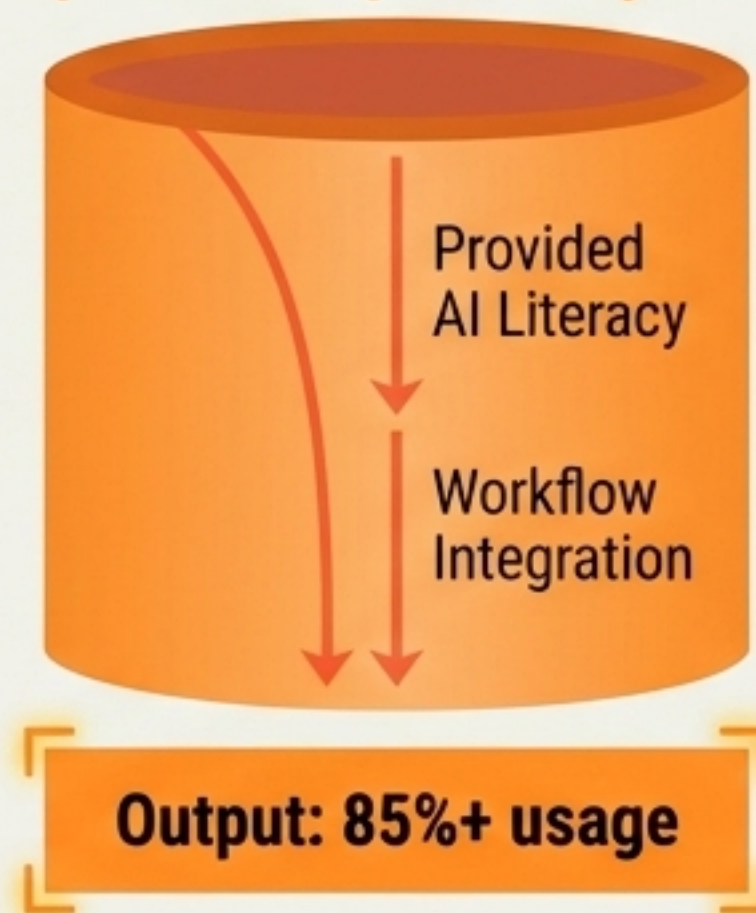 Provided
AI Literacy
Workflow
Integration
Output: 85%+ usage